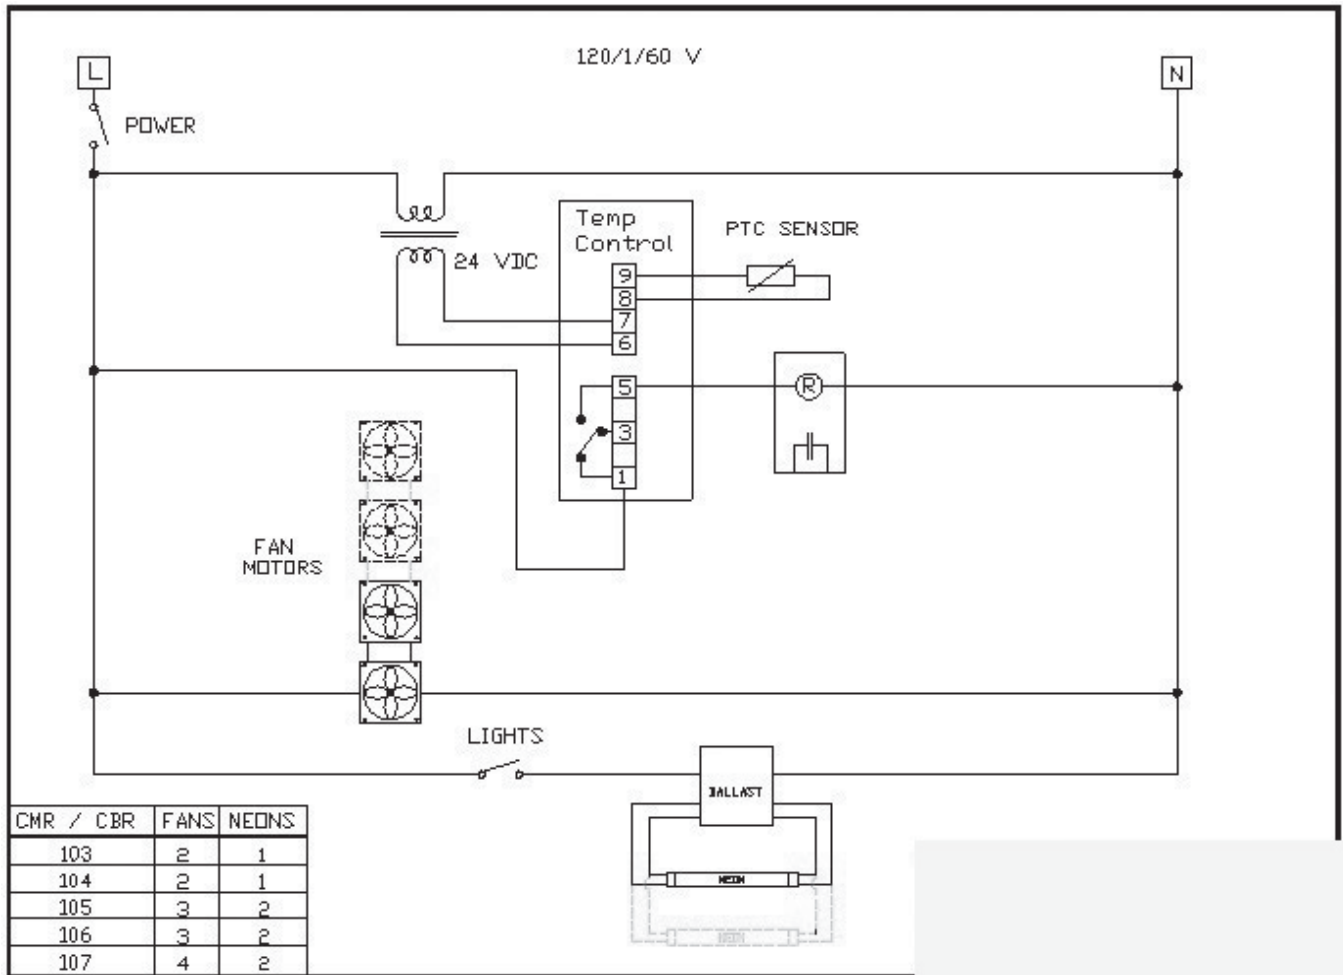 120/1/60 V
L
N
POWER
Temp
Control
PTC SENSOR
24 VDC
9
8
7
6
5
R
3
1
FAN
MOTORS
LIGHTS
BALLAST
NEON
NEON
CMR / CBR FANS NEONS
103 2 1
104 2 1
105 3 2
106 3 2
107 4 2